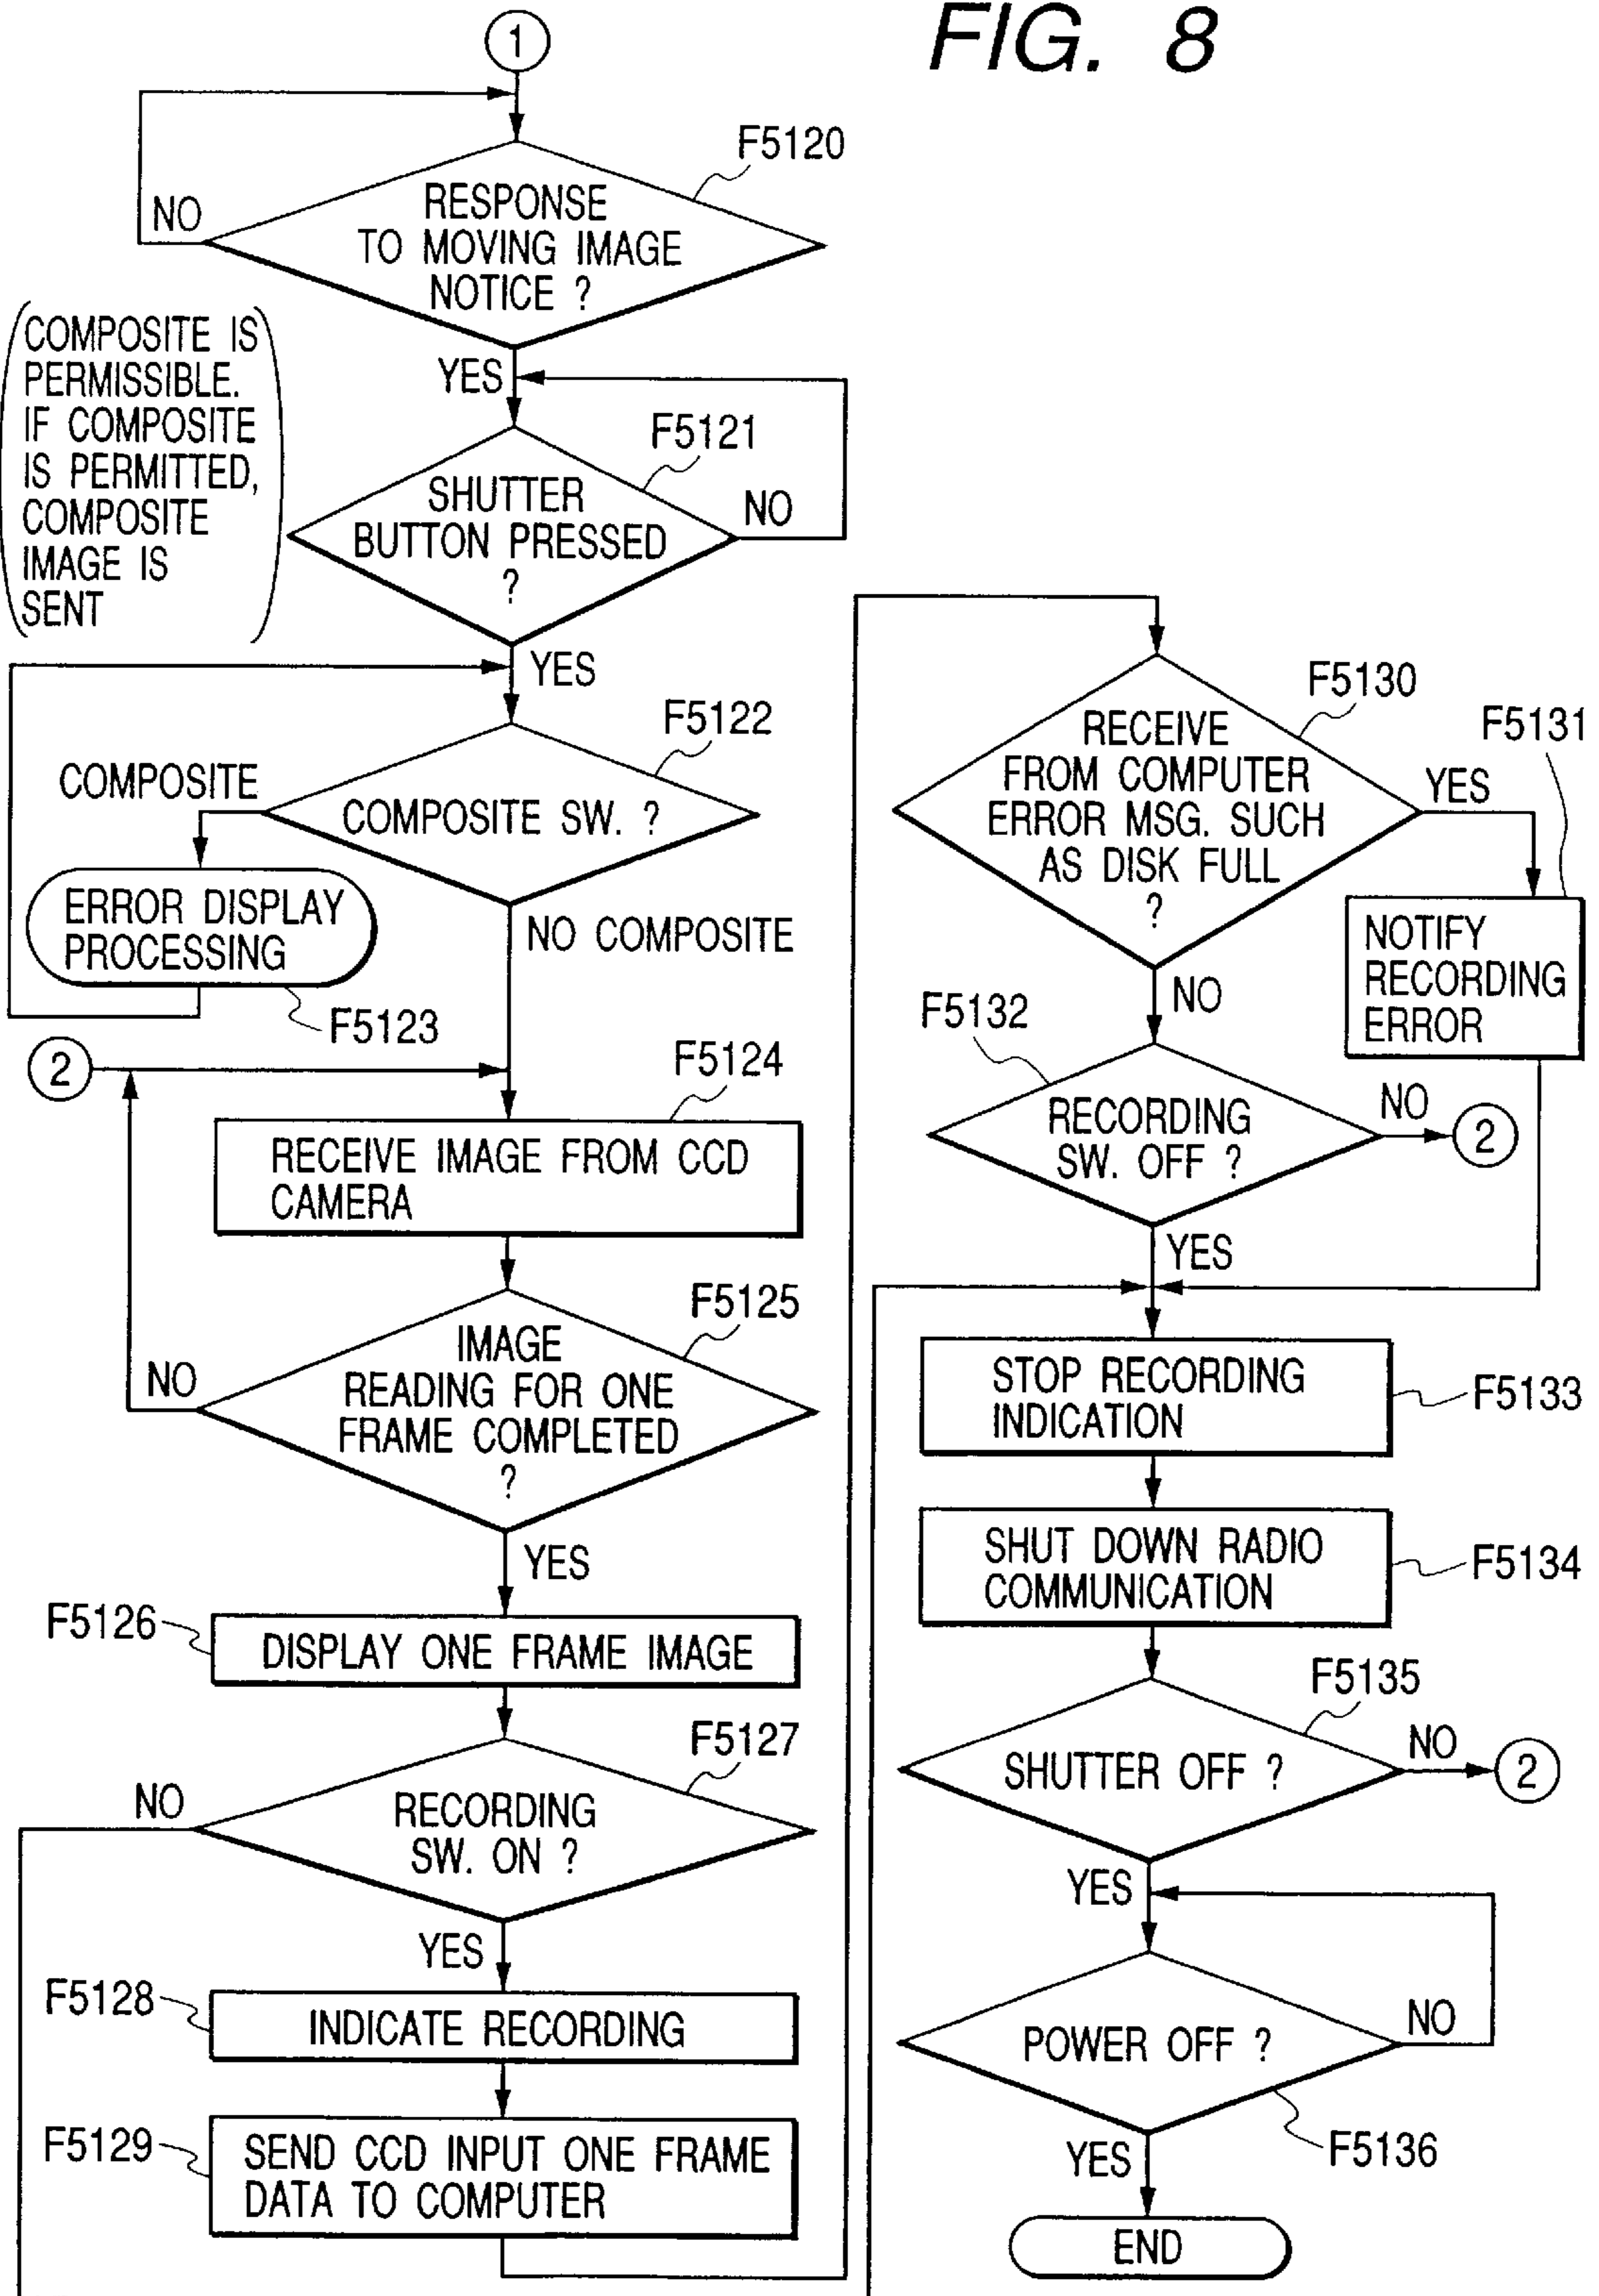 FIG. 8
1
F5120
NO
RESPONSE
TO MOVING IMAGE
NOTICE ?
YES
COMPOSITE IS
PERMISSIBLE.
IF COMPOSITE
IS PERMITTED,
COMPOSITE
IMAGE IS
SENT
F5121
SHUTTER
BUTTON PRESSED
?
NO
YES
F5122
COMPOSITE
COMPOSITE SW. ?
ERROR DISPLAY
PROCESSING
NO COMPOSITE
F5123
2
F5124
RECEIVE IMAGE FROM CCD
CAMERA
F5125
NO
IMAGE
READING FOR ONE
FRAME COMPLETED
?
YES
F5126
DISPLAY ONE FRAME IMAGE
F5127
NO
RECORDING
SW. ON ?
YES
F5128
INDICATE RECORDING
F5129
SEND CCD INPUT ONE FRAME
DATA TO COMPUTER
F5130
RECEIVE
FROM COMPUTER
ERROR MSG. SUCH
AS DISK FULL
?
YES
F5131
NOTIFY
RECORDING
ERROR
NO
F5132
RECORDING
SW. OFF ?
NO
2
YES
STOP RECORDING
INDICATION
F5133
SHUT DOWN RADIO
COMMUNICATION
F5134
F5135
SHUTTER OFF ?
NO
2
YES
POWER OFF ?
NO
F5136
YES
END